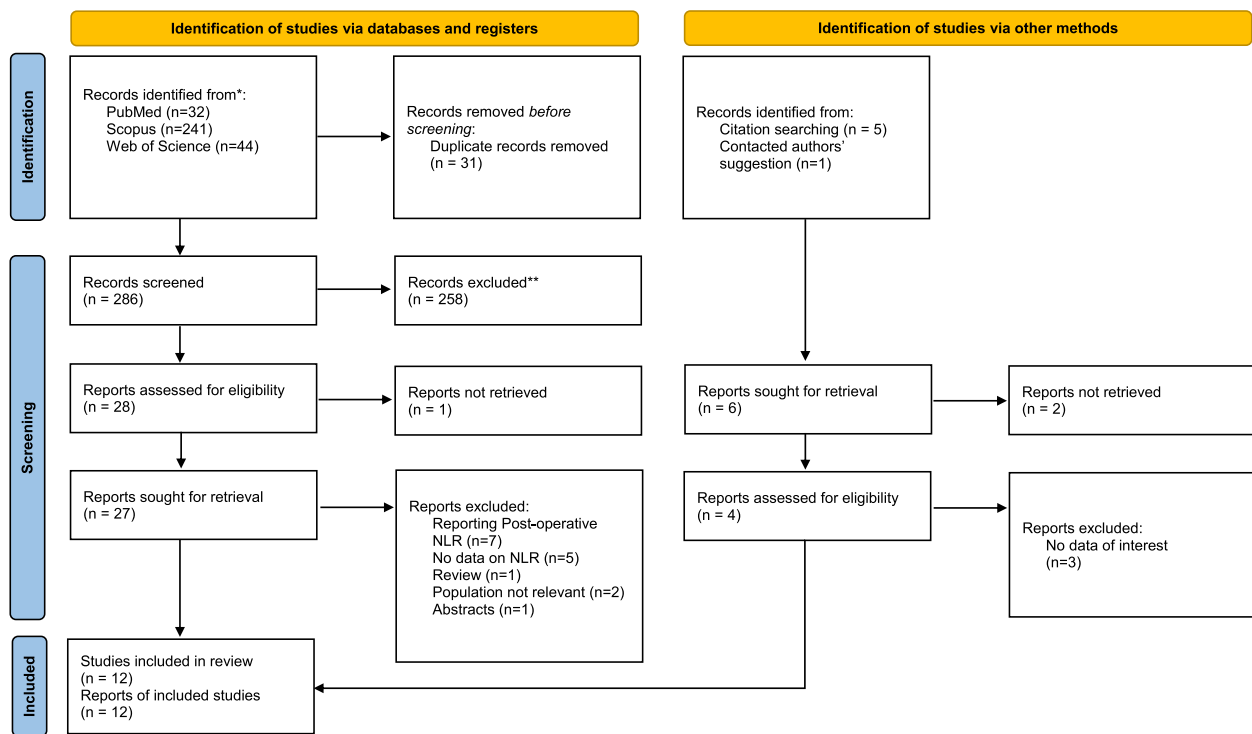 Identification of studies via databases and registers
Identification of studies via other methods
Identification
Records identified from*:
PubMed (n=32)
Scopus (n=241)
Web of Science (n=44)
Records removed before
screening:
Duplicate records removed
(n = 31)
Records identified from:
Citation searching (n = 5)
Contacted authors'
suggestion (n=1)
Screening
Records screened
(n = 286)
Records excluded**
(n = 258)
Reports assessed for eligibility
(n = 28)
Reports not retrieved
(n = 1)
Reports sought for retrieval
(n = 6)
Reports not retrieved
(n = 2)
Reports sought for retrieval
(n = 27)
Reports excluded:
Reporting Post-operative
NLR (n=7)
No data on NLR (n=5)
Review (n=1)
Population not relevant (n=2)
Abstracts (n=1)
Reports assessed for eligibility
(n = 4)
Reports excluded:
No data of interest
(n=3)
Included
Studies included in review
(n = 12)
Reports of included studies
(n = 12)